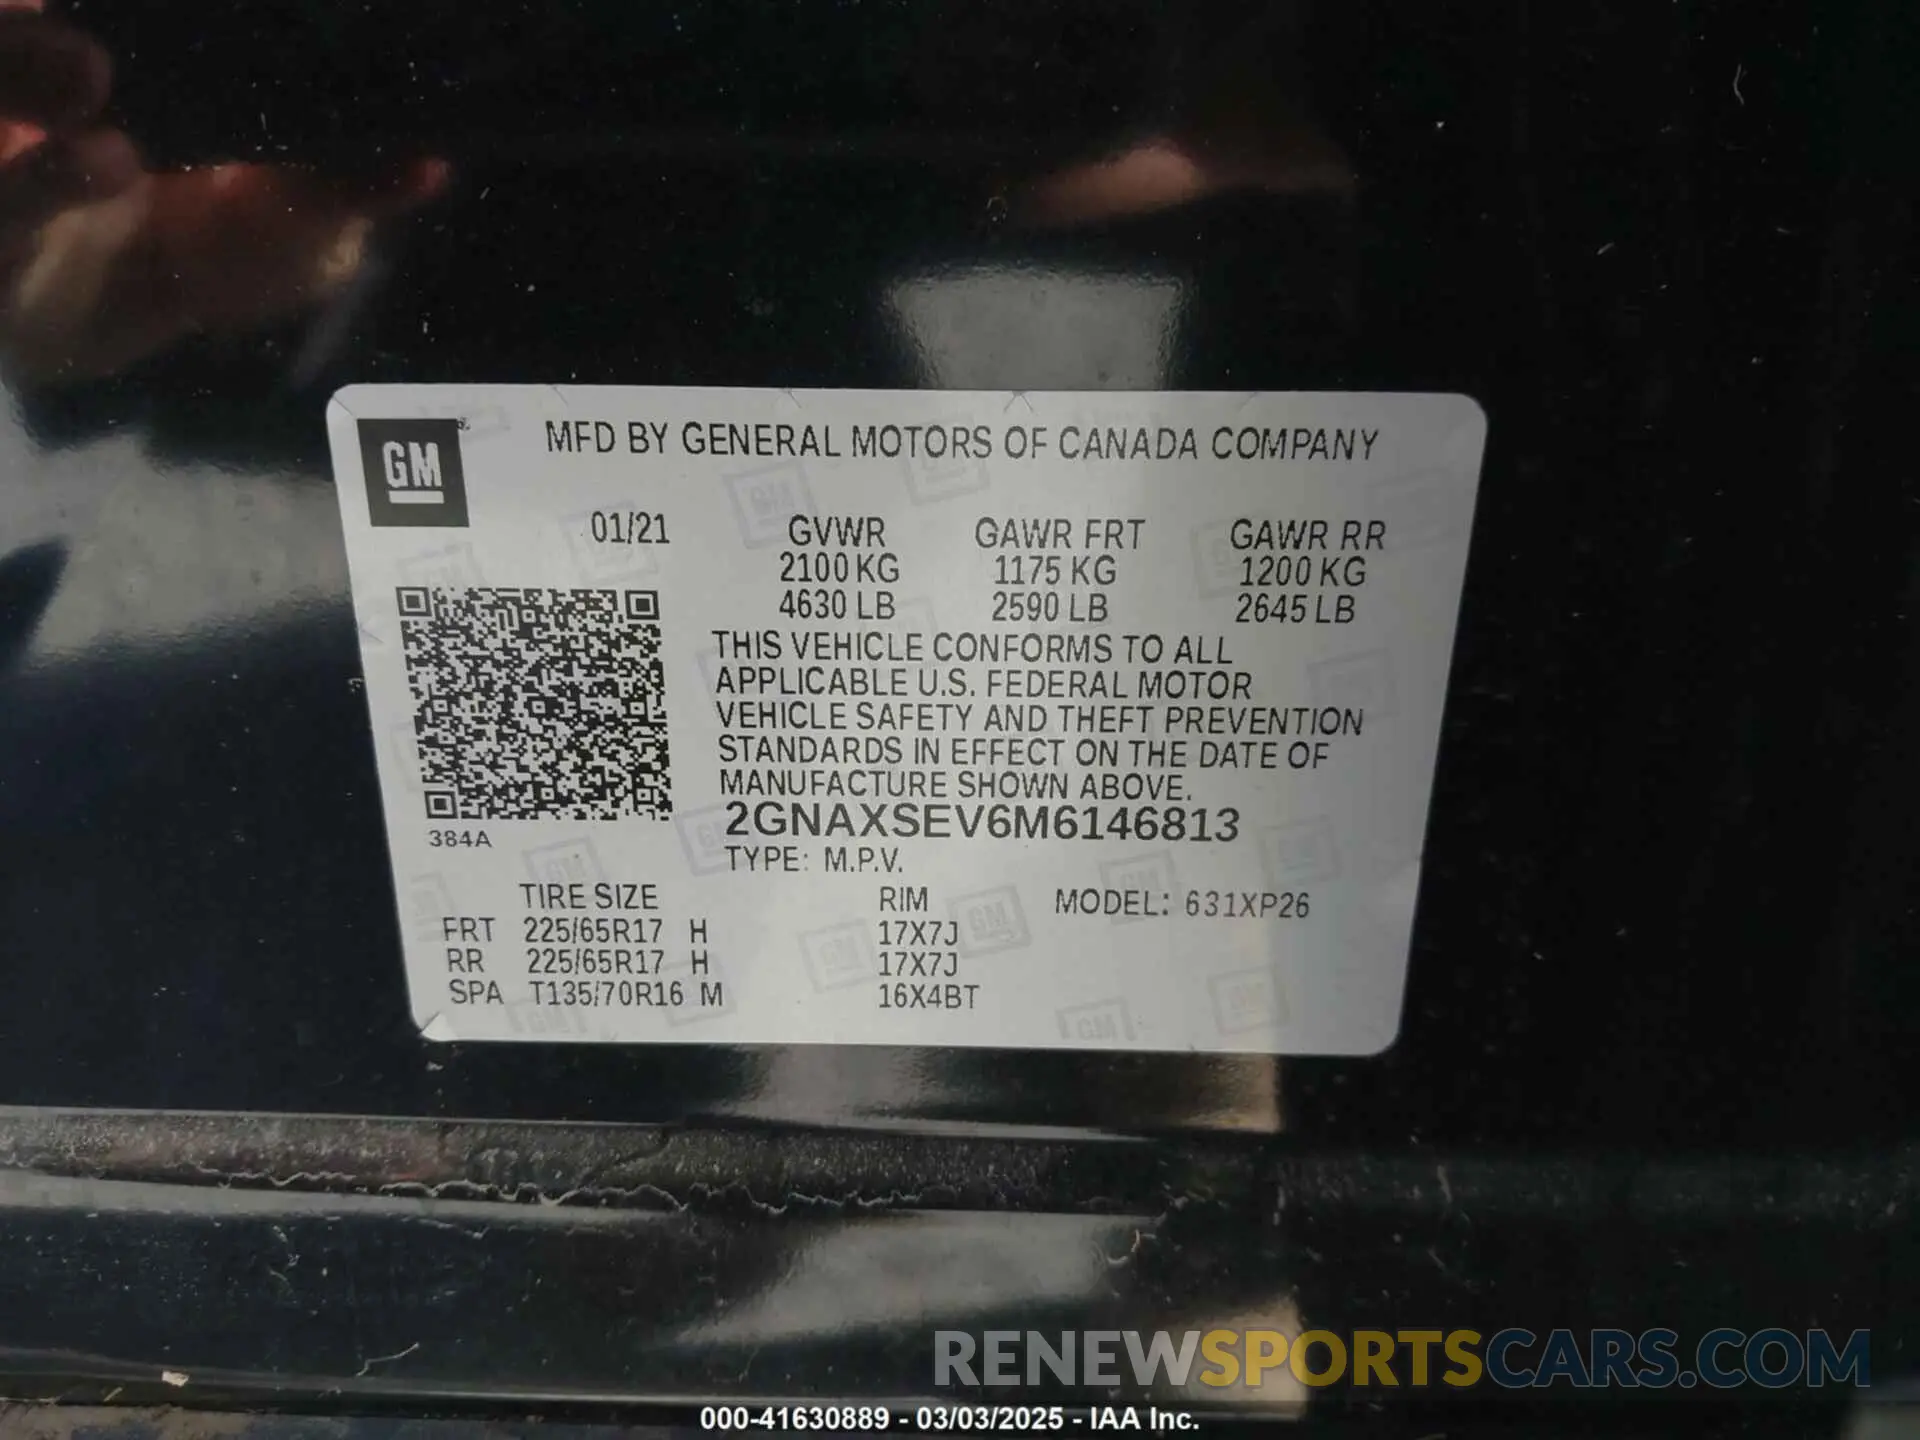 GM
MFD BY GENERAL MOTORS OF CANADA COMPANY
01/21
GVWR GAWR FRT GAWR RR
2100 KG 1175 KG 1200 KG
4630 LB 2590 LB 2645 LB
THIS VEHICLE CONFORMS TO ALL
APPLICABLE U.S. FEDERAL MOTOR
VEHICLE SAFETY AND THEFT PREVENTION
STANDARDS IN EFFECT ON THE DATE OF
MANUFACTURE SHOWN ABOVE.
2GNAXSEV6M6146813
384A
TYPE: M.P.V.
TIRE SIZE RIM MODEL: 631XP26
FRT 225/65R17 H 17X7J
RR 225/65R17 H 17X7J
SPA T135/70R16 M 16X4BT
RENEWSPORTSCARS.COM
000-41630889 - 03/03/2025 - IAA Inc.